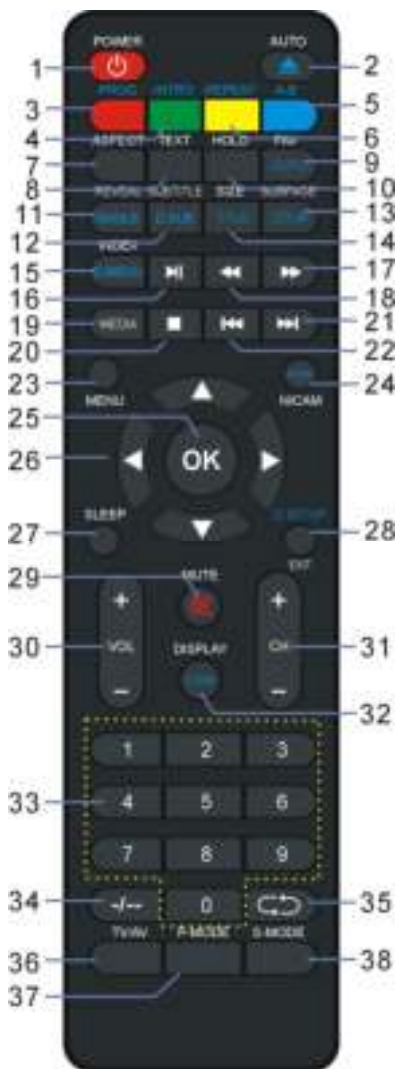 POWER AUTO
1 2
PROG INTRO REPEAT A-B
3 5
4 6
ASPECT TEXT HOLD FAV
7 9
8 10
REVEAL SUBTITLE SIZE SUBPAGE
11 13
12 14
INDEX
15 17
16 18
19 MEDIA 21
20 22
23 24
MENU NICAM
25
26 OK
SLEEP
27 28
EXIT
MUTE
29
+ +
30 VOL CH 31
DISPLAY
- -
32
1 2 3
33 4 5 6
7 8 9
34 -/-- 0 35
TV/AV P-MODE S-MODE
36 38
37